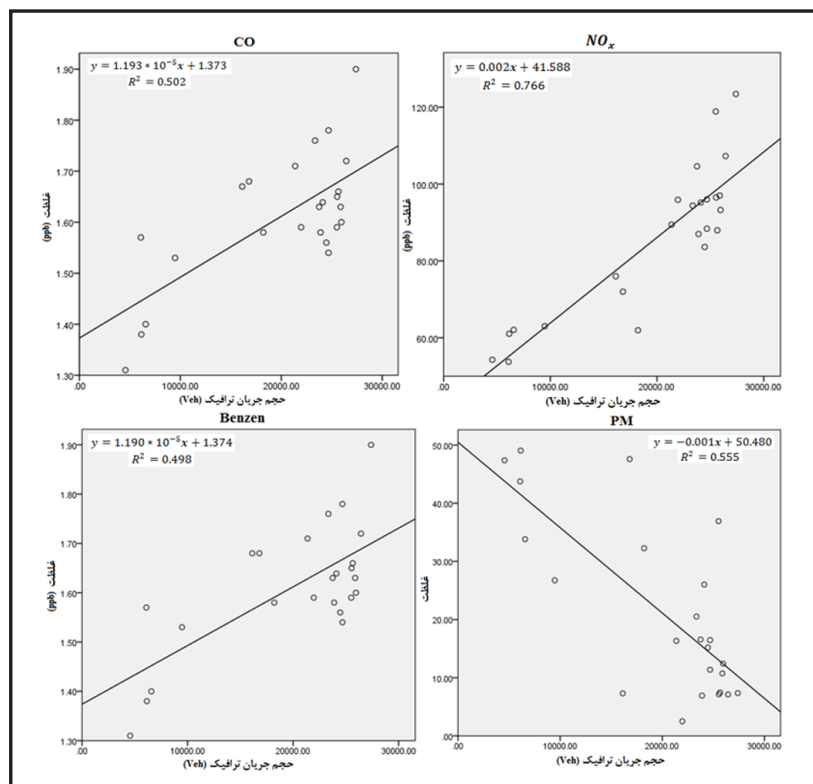 CO
y = 1.193 * 10⁻⁵x + 1.373
R² = 0.502
1.90
1.80
1.70
1.60
1.50
1.40
1.30
غلظت (ppb)
.00 10000.00 20000.00 30000.00
حجم جریان ترافیک (Veh)
NOₓ
y = 0.002x + 41.588
R² = 0.766
120.00
100.00
80.00
60.00
غلظت (ppb)
.00 10000.00 20000.00 30000.00
حجم جریان ترافیک (Veh)
Benzen
y = 1.190 * 10⁻⁵x + 1.374
R² = 0.498
1.90
1.80
1.70
1.60
1.50
1.40
1.30
غلظت (ppb)
.00 10000.00 20000.00 30000.00
حجم جریان ترافیک (Veh)
PM
y = −0.001x + 50.480
R² = 0.555
50.00
40.00
30.00
20.00
10.00
.00
غلظت
.00 10000.00 20000.00 30000.00
حجم جریان ترافیک (Veh)